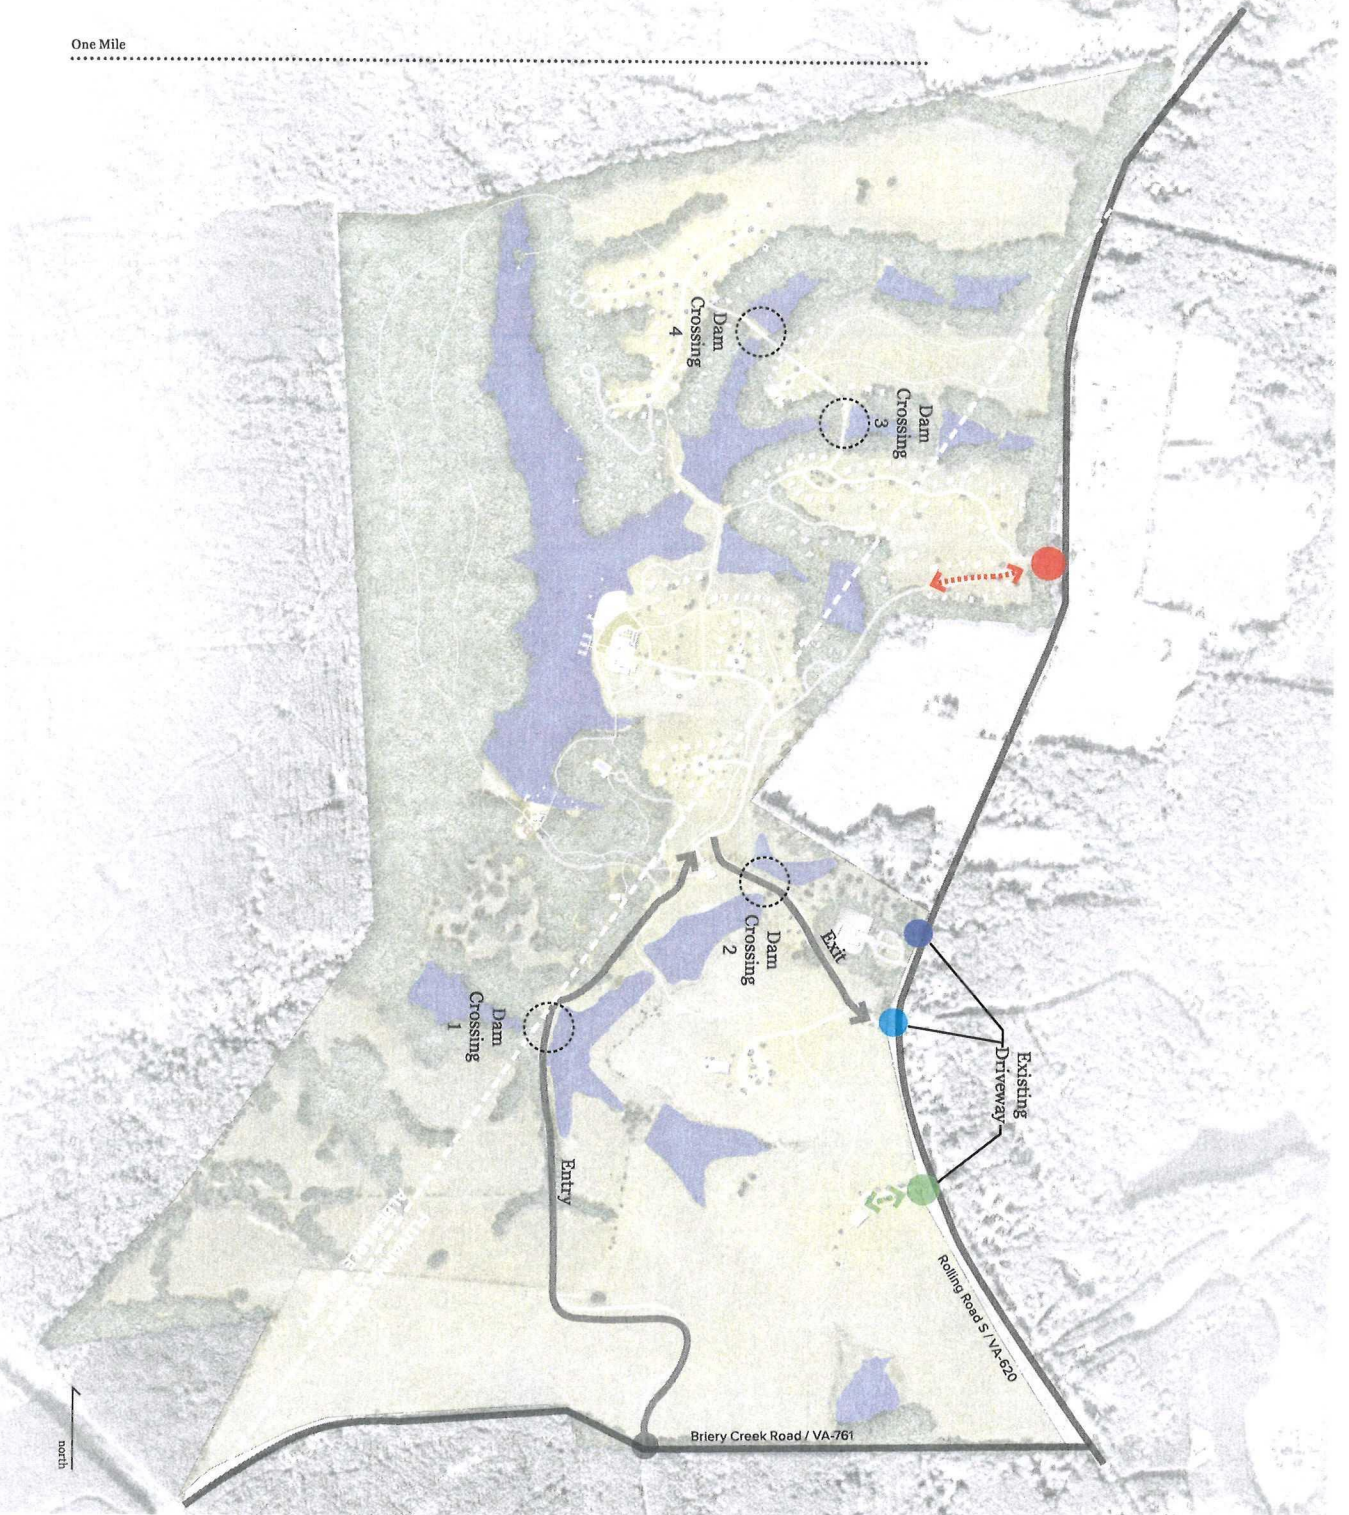 One Mile
Dam
Crossing
4
Dam
Crossing
3
Dam
Crossing
2
Exit
Dam
Crossing
1
Existing
Driveway
Entry
Rolling Road S / VA-620
Briery Creek Road / VA-761
north